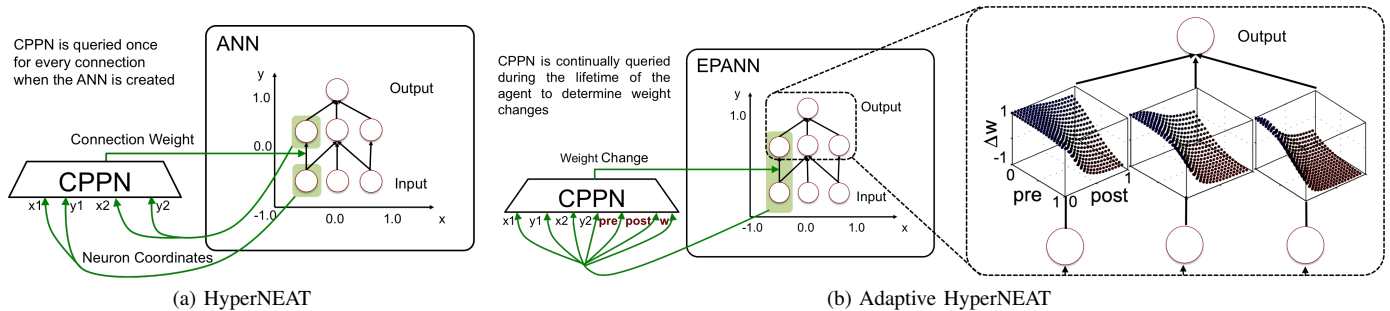 CPPN is queried once
for every connection
when the ANN is created
ANN
y
1.0
Output
Connection Weight
0.0
CPPN
Input
x1
y1
x2
y2
-1.0
0.0
1.0
x
Neuron Coordinates
(a) HyperNEAT
CPPN is continually queried
during the lifetime of the
agent to determine weight
changes
EPANN
y
1.0
Output
Weight Change
CPPN
Input
x1
y1
x2
y2
pre
post
w
-1.0
0.0
1.0
x
Output
1
Δw
-1
0
pre
1
0
post
1
(b) Adaptive HyperNEAT